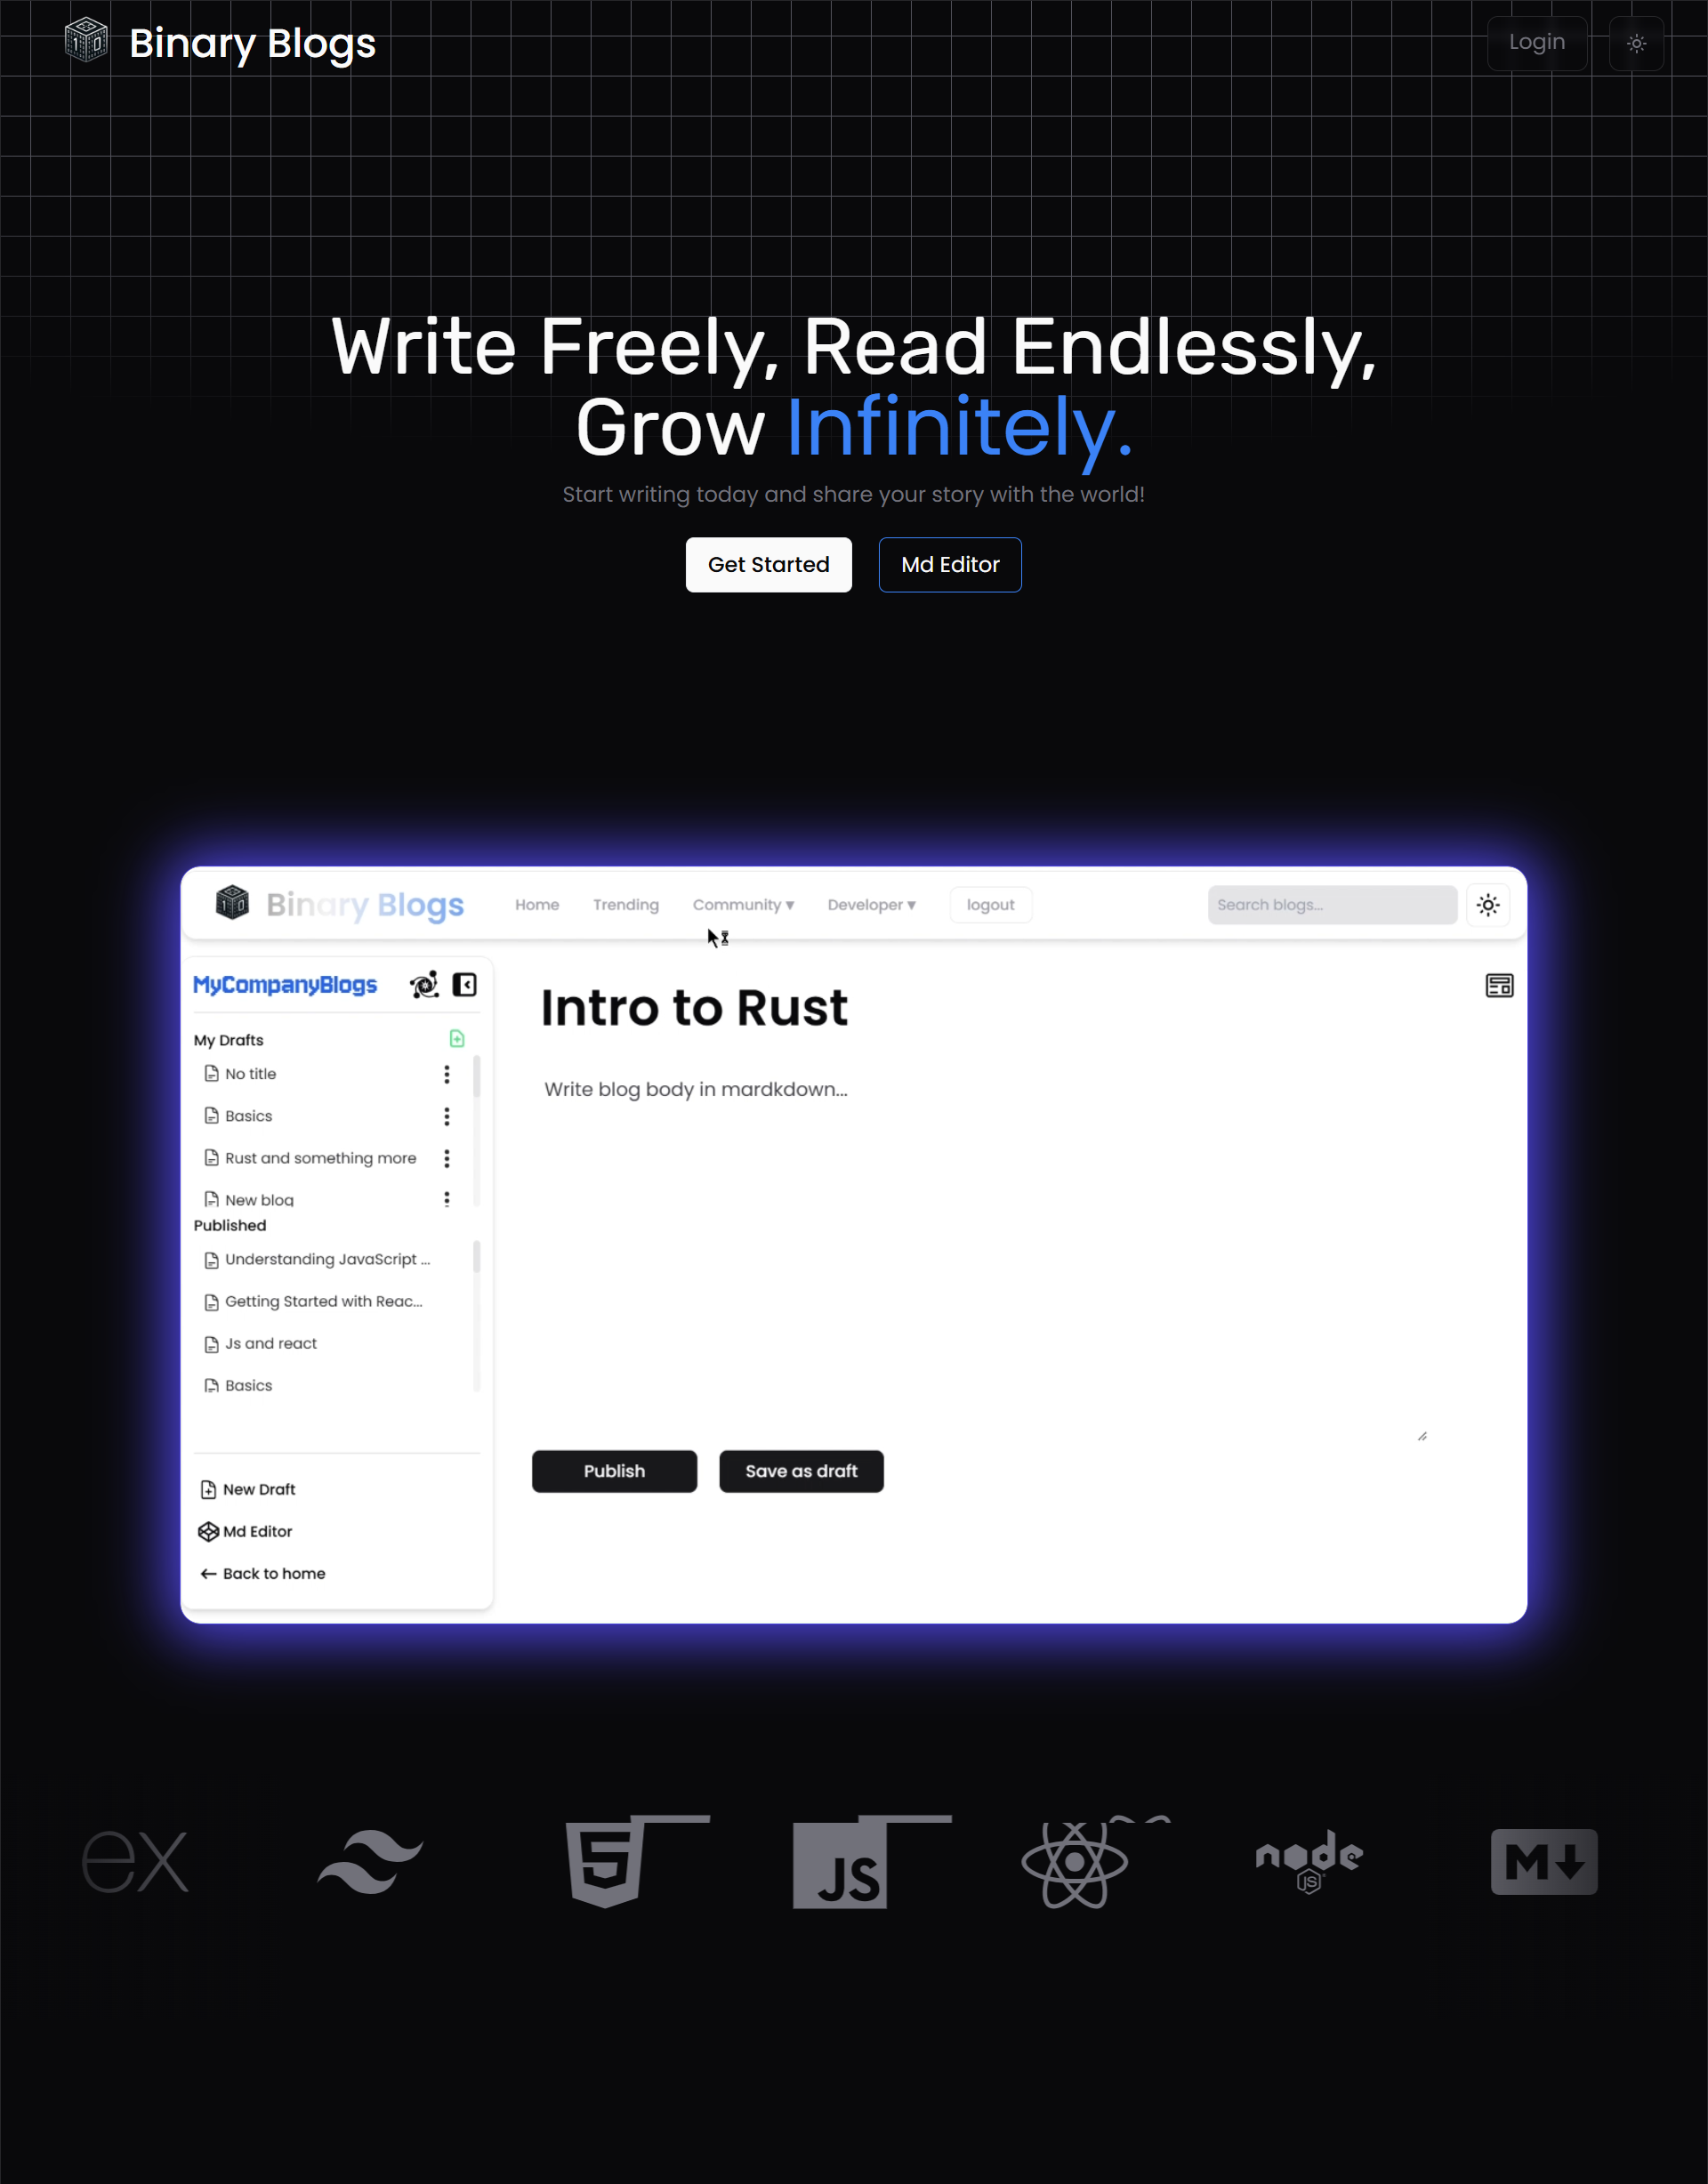 Binary Blogs
Login
Write Freely, Read Endlessly,
Grow Infinitely.
Start writing today and share your story with the world!
Get Started
Md Editor
Binary Blogs
Home
Trending
Community ▾
Developer ▾
logout
Search blogs...
MyCompanyBlogs
My Drafts
No title
Basics
Rust and something more
New blog
Published
Understanding JavaScript ...
Getting Started with Reac...
Js and react
Basics
New Draft
Md Editor
Back to home
Intro to Rust
Write blog body in mardkdown...
Publish
Save as draft
ex
5
JS
node
JS
M